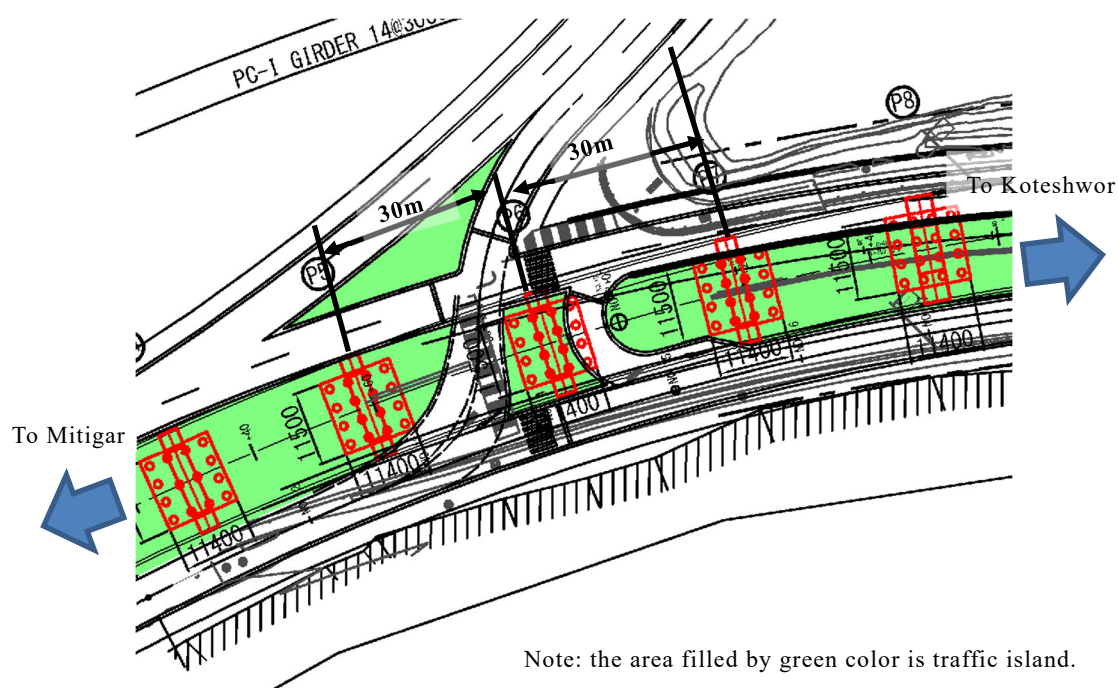 PC-I GIRDER 14@300
30m
30m
P8
P5
P6
To Koteshwor
11500
11500
11500
11400
11400
400
11400
11400
+40
To Mitigar
Note: the area filled by green color is traffic island.